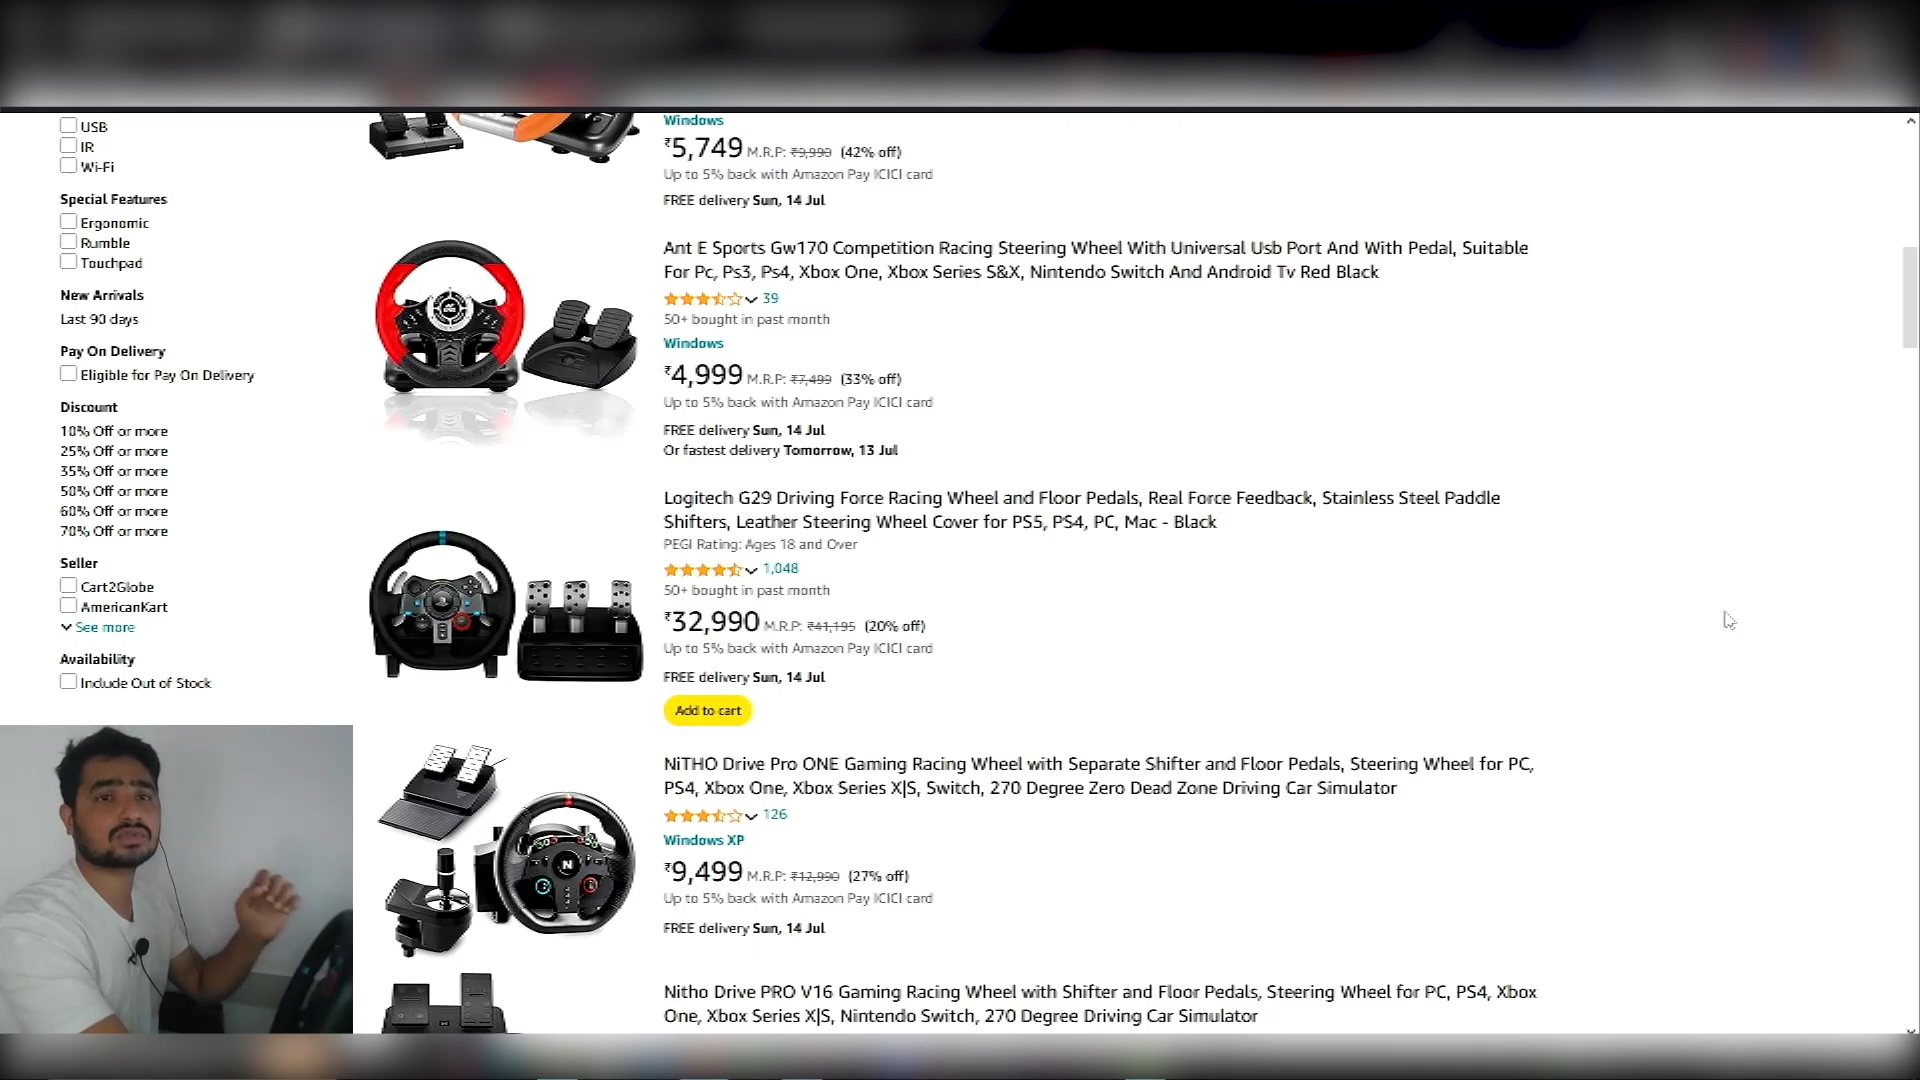 USB
IR
Wi-Fi
Special Features
Ergonomic
Rumble
Touchpad
New Arrivals
Last 90 days
Pay On Delivery
Eligible for Pay On Delivery
Discount
10% Off or more
25% Off or more
35% Off or more
50% Off or more
60% Off or more
70% Off or more
Seller
Cart2Globe
AmericanKart
See more
Availability
Include Out of Stock
Windows
₹5,749 M.R.P: ₹9,990 (42% off)
Up to 5% back with Amazon Pay ICICI card
FREE delivery Sun, 14 Jul
Ant E Sports Gw170 Competition Racing Steering Wheel With Universal Usb Port And With Pedal, Suitable
For Pc, Ps3, Ps4, Xbox One, Xbox Series S&X, Nintendo Switch And Android Tv Red Black
39
50+ bought in past month
Windows
₹4,999 M.R.P: ₹7,499 (33% off)
Up to 5% back with Amazon Pay ICICI card
FREE delivery Sun, 14 Jul
Or fastest delivery Tomorrow, 13 Jul
Logitech G29 Driving Force Racing Wheel and Floor Pedals, Real Force Feedback, Stainless Steel Paddle
Shifters, Leather Steering Wheel Cover for PS5, PS4, PC, Mac - Black
PEGI Rating: Ages 18 and Over
1,048
50+ bought in past month
₹32,990 M.R.P: ₹41,195 (20% off)
Up to 5% back with Amazon Pay ICICI card
FREE delivery Sun, 14 Jul
Add to cart
NiTHO Drive Pro ONE Gaming Racing Wheel with Separate Shifter and Floor Pedals, Steering Wheel for PC,
PS4, Xbox One, Xbox Series X|S, Switch, 270 Degree Zero Dead Zone Driving Car Simulator
126
Windows XP
₹9,499 M.R.P: ₹12,990 (27% off)
Up to 5% back with Amazon Pay ICICI card
FREE delivery Sun, 14 Jul
Nitho Drive PRO V16 Gaming Racing Wheel with Shifter and Floor Pedals, Steering Wheel for PC, PS4, Xbox
One, Xbox Series X|S, Nintendo Switch, 270 Degree Driving Car Simulator
N